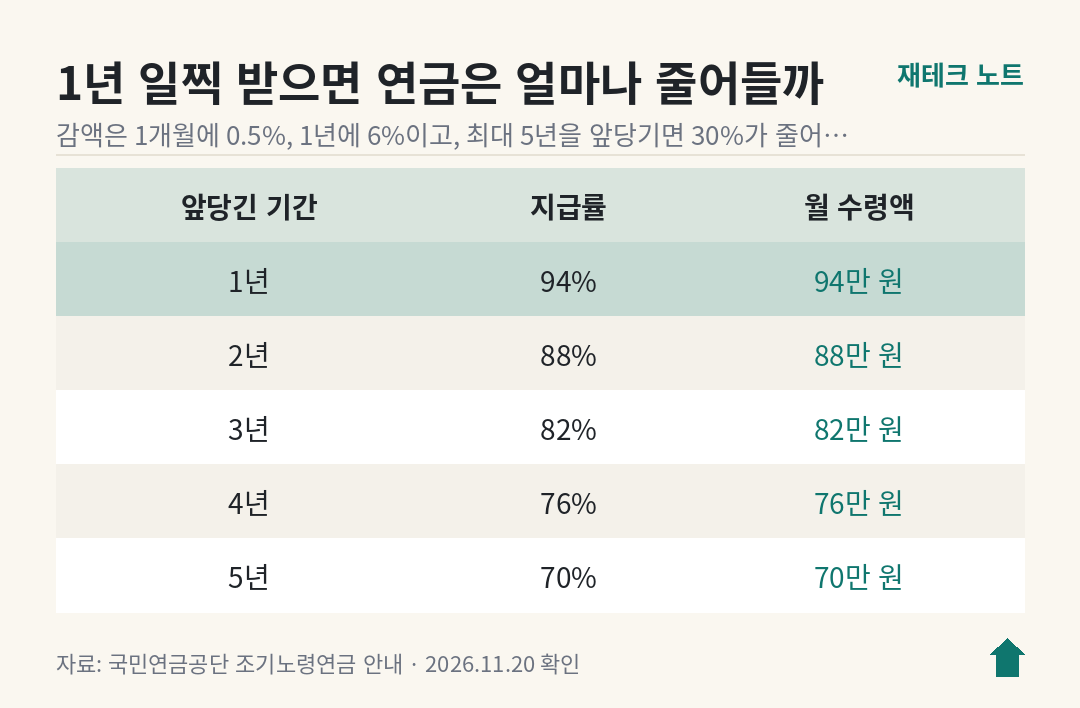 1년 일찍 받으면 연금은 얼마나 줄어들까
재테크 노트
감액은 1개월에 0.5%, 1년에 6%이고, 최대 5년을 앞당기면 30%가 줄어…
앞당긴 기간 지급률 월 수령액
1년 94% 94만 원
2년 88% 88만 원
3년 82% 82만 원
4년 76% 76만 원
5년 70% 70만 원
자료: 국민연금공단 조기노령연금 안내 · 2026.11.20 확인